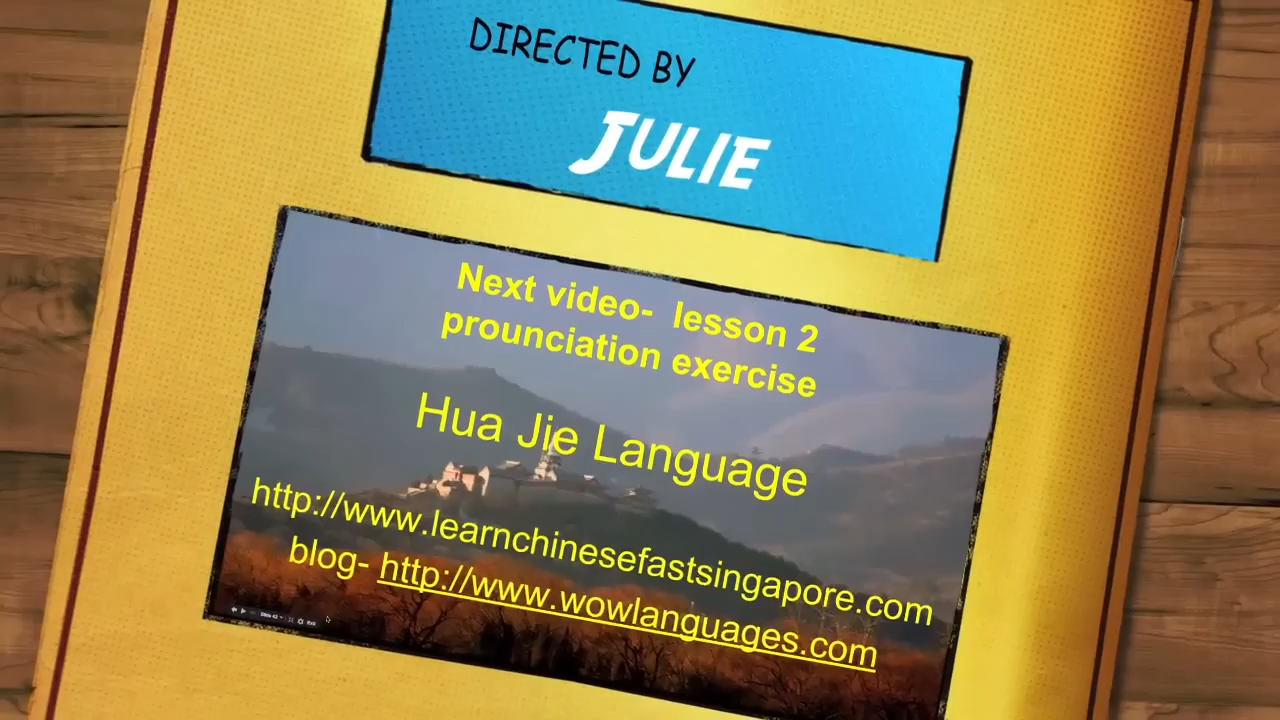 DIRECTED BY
JULIE
Next video-  lesson 2
prounciation exercise
Hua Jie Language
http://www.learnchinesefastsingapore.com
blog- http://www.wowlanguages.com